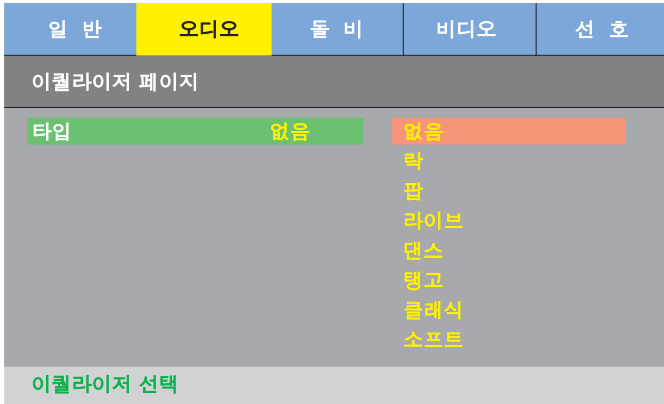 일 반 오디오 돌 비 비디오 선 호
이퀄라이저 페이지
타입 없음 없음
락
팝
라이브
댄스
탱고
클래식
소프트
이퀄라이저 선택